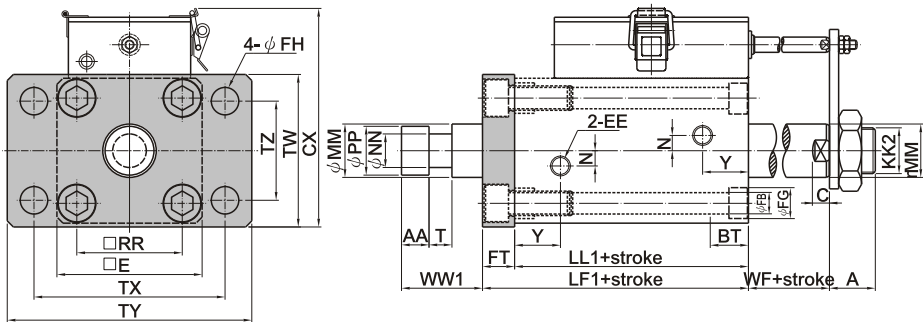 4-φFH
TZ
TW
CX
□RR
□E
TX
TY
φMM
φPP
φNN
2-EE
N
N
Y
KK2
C
φFB
φFG
AA
T
Y
BT
FT
LL1+stroke
WW1
LF1+stroke
WF+stroke
A